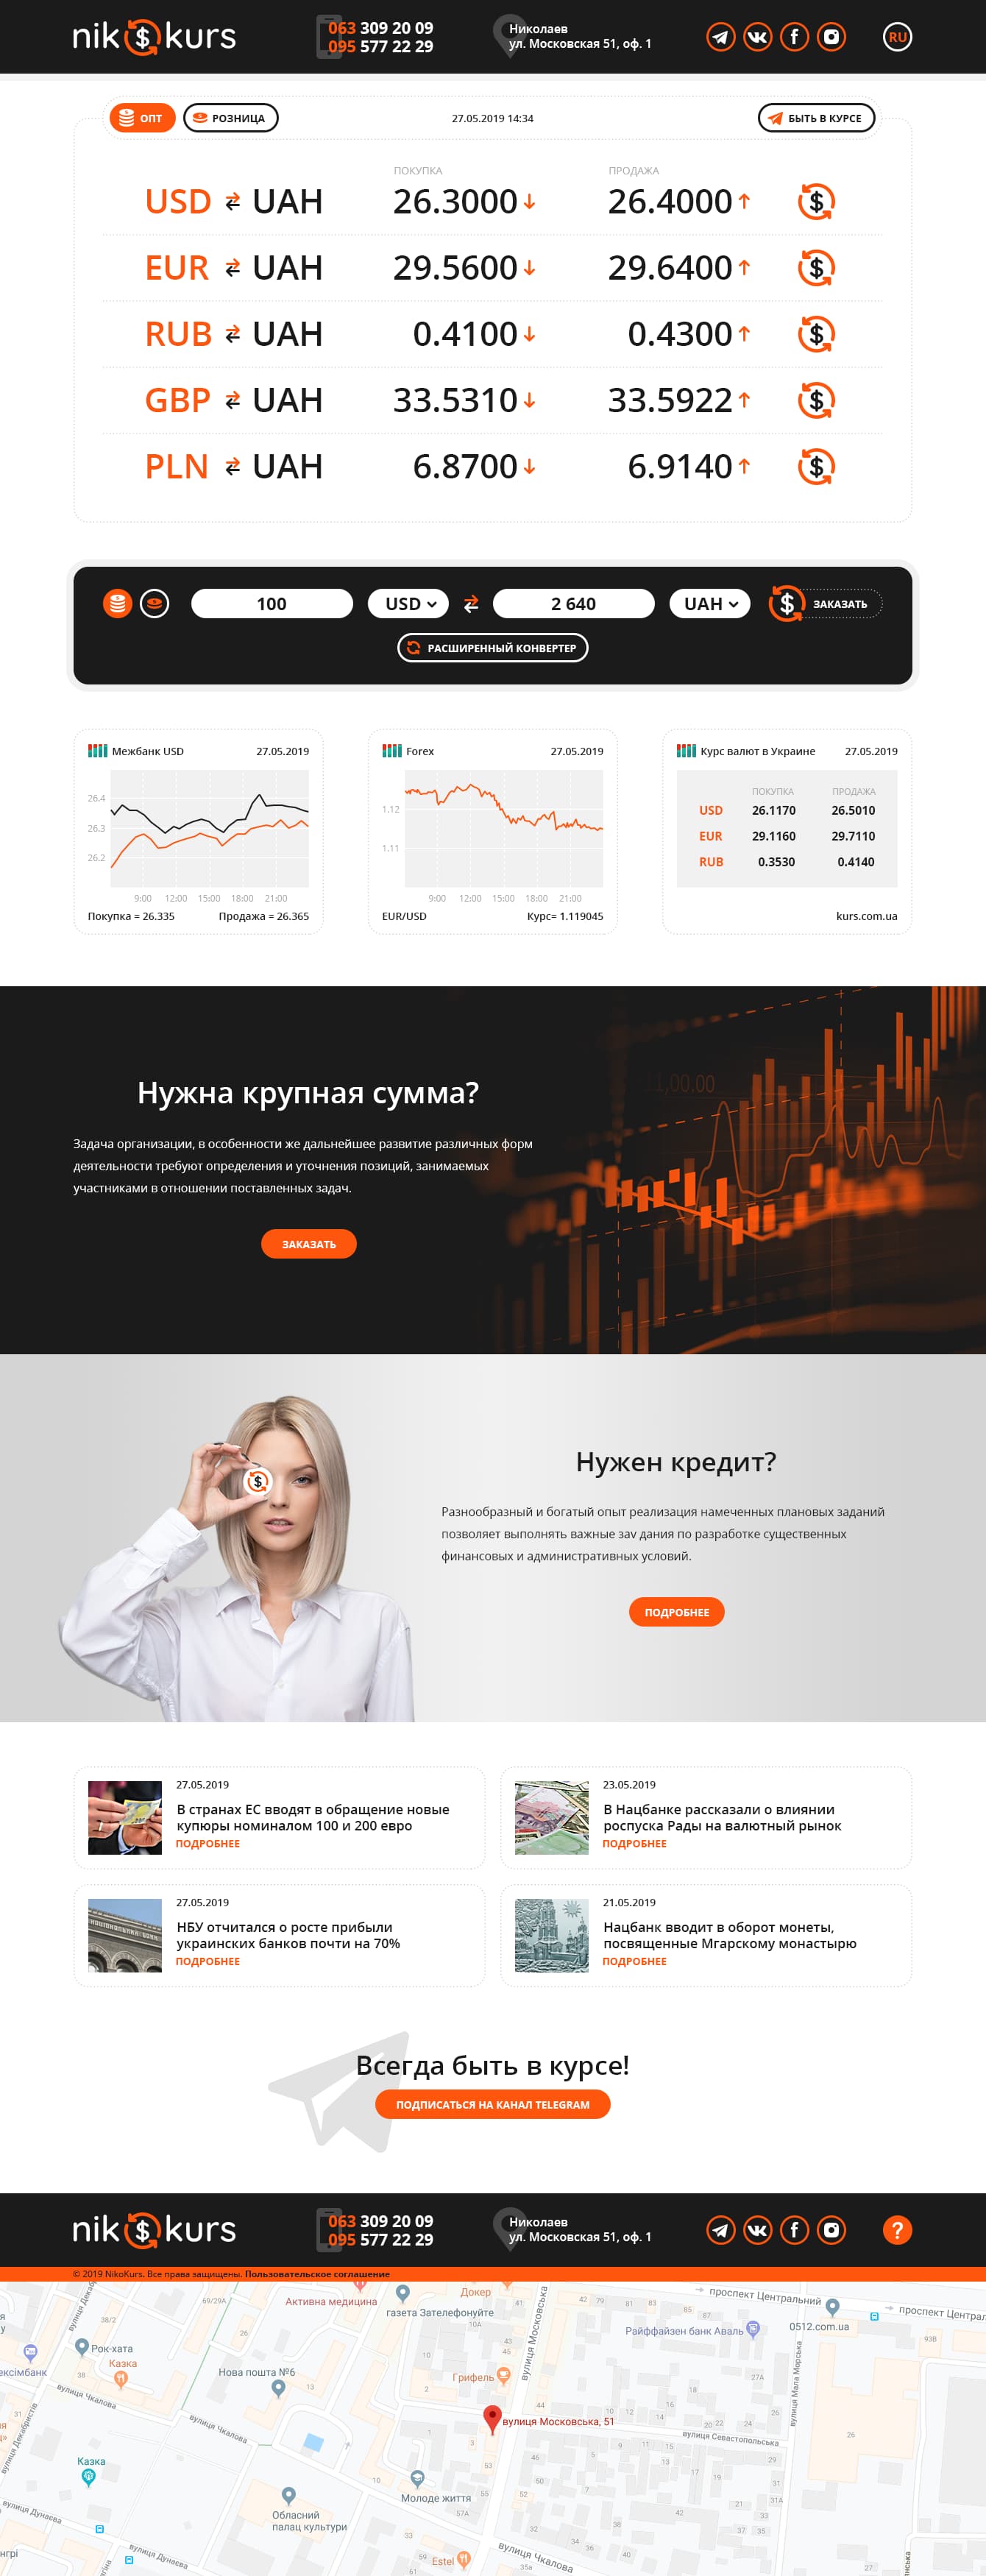 nikokurs
063 309 20 09
095 577 22 29
Николаев
ул. Московская 51, оф. 1
RU
ОПТ
РОЗНИЦА
27.05.2019 14:34
БЫТЬ В КУРСЕ
ПОКУПКА ПРОДАЖА
USD UAH 26.3000 26.4000
EUR UAH 29.5600 29.6400
RUB UAH 0.4100 0.4300
GBP UAH 33.5310 33.5922
PLN UAH 6.8700 6.9140
100 USD 2 640 UAH ЗАКАЗАТЬ
РАСШИРЕННЫЙ КОНВЕРТЕР
Межбанк USD 27.05.2019
26.4
26.3
26.2
9:00 12:00 15:00 18:00 21:00
Покупка = 26.335 Продажа = 26.365
Forex 27.05.2019
1.12
1.11
9:00 12:00 15:00 18:00 21:00
EUR/USD Курс= 1.119045
Курс валют в Украине 27.05.2019
ПОКУПКА ПРОДАЖА
USD 26.1170 26.5010
EUR 29.1160 29.7110
RUB 0.3530 0.4140
kurs.com.ua
Нужна крупная сумма?
Задача организации, в особенности же дальнейшее развитие различных форм
деятельности требуют определения и уточнения позиций, занимаемых
участниками в отношении поставленных задач.
ЗАКАЗАТЬ
Нужен кредит?
Разнообразный и богатый опыт реализация намеченных плановых заданий
позволяет выполнять важные заv дания по разработке существенных
финансовых и административных условий.
ПОДРОБНЕЕ
27.05.2019
В странах ЕС вводят в обращение новые
купюры номиналом 100 и 200 евро
ПОДРОБНЕЕ
23.05.2019
В Нацбанке рассказали о влиянии
роспуска Рады на валютный рынок
ПОДРОБНЕЕ
27.05.2019
НБУ отчитался о росте прибыли
украинских банков почти на 70%
ПОДРОБНЕЕ
21.05.2019
Нацбанк вводит в оборот монеты,
посвященные Мгарскому монастырю
ПОДРОБНЕЕ
Всегда быть в курсе!
ПОДПИСАТЬСЯ НА КАНАЛ TELEGRAM
nikokurs
063 309 20 09
095 577 22 29
Николаев
ул. Московская 51, оф. 1
?
© 2019 NikoKurs. Все права защищены. Пользовательское соглашение
Активна медицина
газета Зателефонуйте
Докер
вулиця Московська
проспект Центральний
0512.com.ua
Райффайзен банк Аваль
Рок-хата
Казка
Нова пошта №6
Грифель
вулиця Чкалова
вулиця Чкалова
вулиця Московська, 51
вулиця Мала Морська
вулиця Севастопольська
вулиця Декабристів
Казка
Молоде життя
Обласний
палац культури
вулиця Дунаєва
вулиця Дунаєва
Estel
вулиця Чкалова